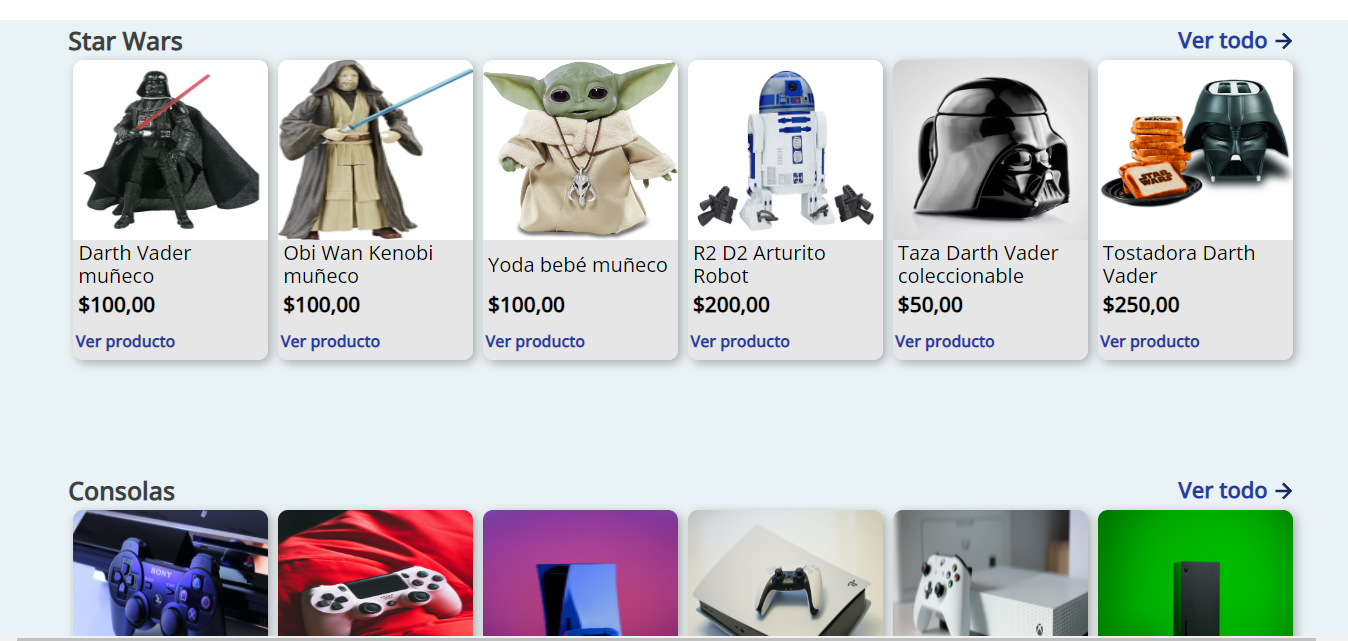 Star Wars
Ver todo →
Darth Vader
muñeco
$100,00
Ver producto
Obi Wan Kenobi
muñeco
$100,00
Ver producto
Yoda bebé muñeco
$100,00
Ver producto
R2 D2 Arturito
Robot
$200,00
Ver producto
Taza Darth Vader
coleccionable
$50,00
Ver producto
STAR
WARS
Tostadora Darth
Vader
$250,00
Ver producto
Consolas
Ver todo →
SONY